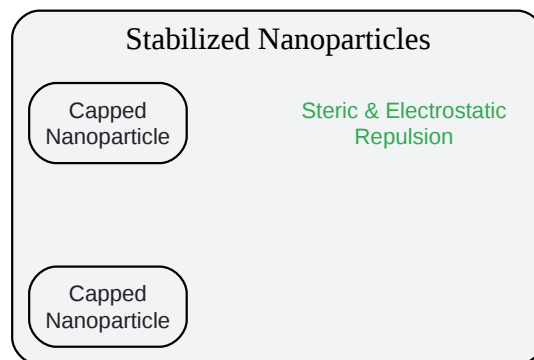 Stabilized Nanoparticles
Capped
Nanoparticle
Steric & Electrostatic
Repulsion
Capped
Nanoparticle